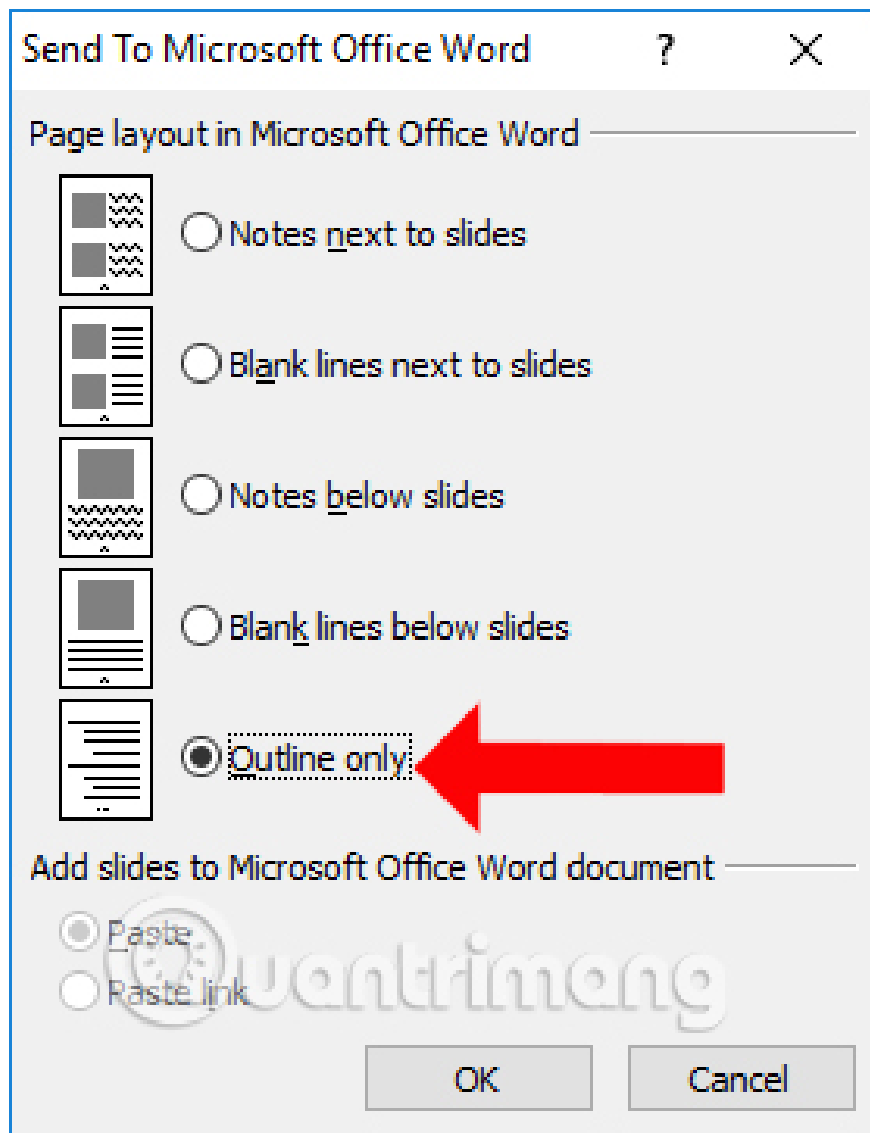 Send To Microsoft Office Word ?
Page layout in Microsoft Office Word
Notes next to slides
Blank lines next to slides
Notes below slides
Blank lines below slides
Outline only
Add slides to Microsoft Office Word document
Paste
Paste link
Quantrimang
OK Cancel